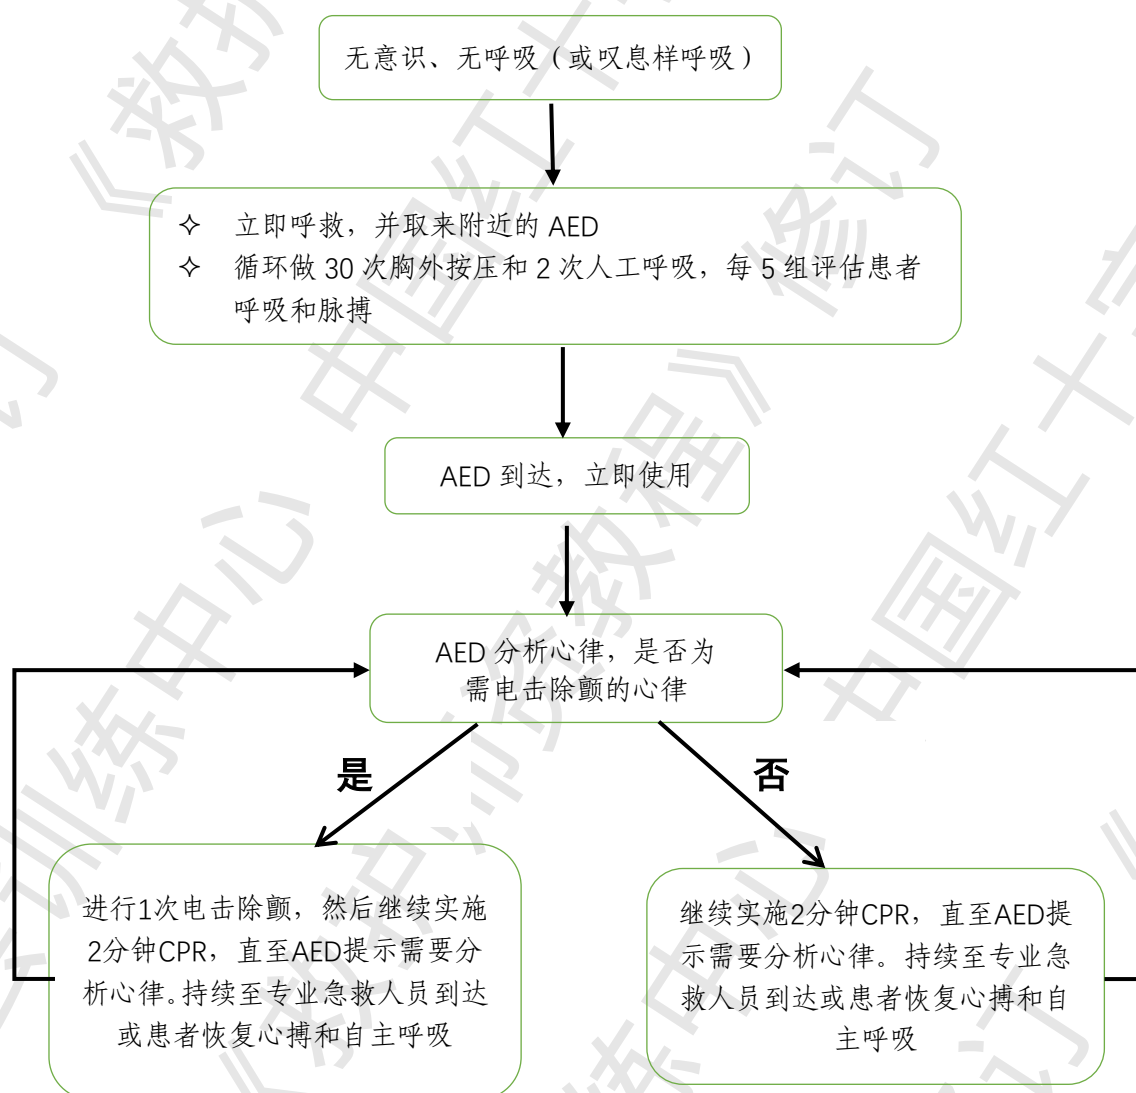 无意识、无呼吸（或叹息样呼吸）
✧ 立即呼救，并取来附近的 AED
✧ 循环做 30 次胸外按压和 2 次人工呼吸，每 5 组评估患者
呼吸和脉搏
AED 到达，立即使用
AED 分析心律，是否为
需电击除颤的心律
是
否
进行1次电击除颤，然后继续实施
2分钟CPR，直至AED提示需要分
析心律。持续至专业急救人员到达
或患者恢复心搏和自主呼吸
继续实施2分钟CPR，直至AED提
示需要分析心律。持续至专业急
救人员到达或患者恢复心搏和自
主呼吸